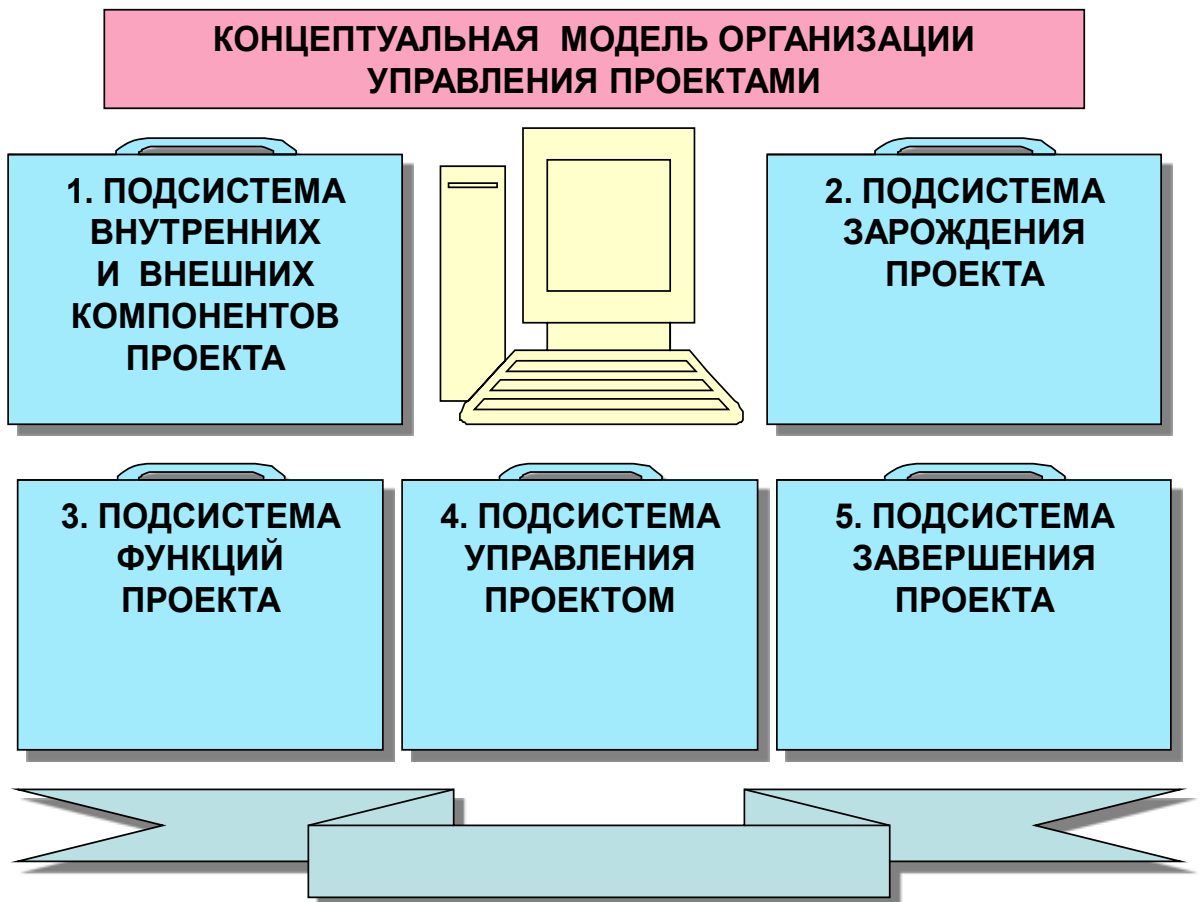 КОНЦЕПТУАЛЬНАЯ МОДЕЛЬ ОРГАНИЗАЦИИ
УПРАВЛЕНИЯ ПРОЕКТАМИ
1. ПОДСИСТЕМА
ВНУТРЕННИХ
И ВНЕШНИХ
КОМПОНЕНТОВ
ПРОЕКТА
2. ПОДСИСТЕМА
ЗАРОЖДЕНИЯ
ПРОЕКТА
3. ПОДСИСТЕМА
ФУНКЦИЙ
ПРОЕКТА
4. ПОДСИСТЕМА
УПРАВЛЕНИЯ
ПРОЕКТОМ
5. ПОДСИСТЕМА
ЗАВЕРШЕНИЯ
ПРОЕКТА